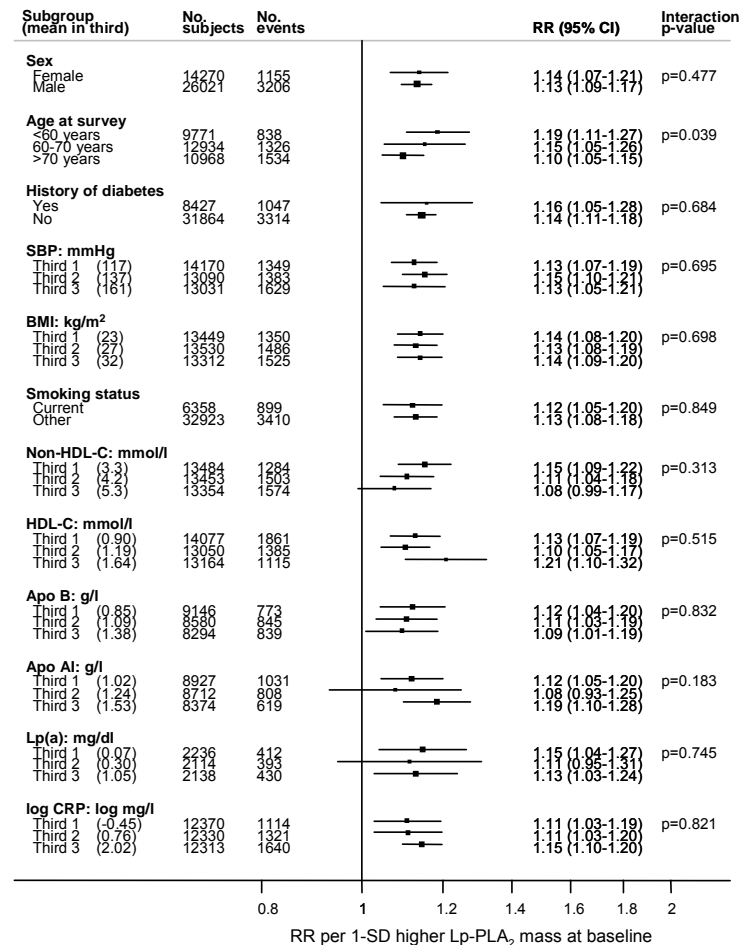 Subgroup No. No. Interaction
(mean in third) subjects events RR (95% CI) p-value
Sex
Female 14270 1155 1.14 (1.07-1.21) p=0.477
Male 26021 3206 1.13 (1.09-1.17)
Age at survey
<60 years 9771 838 1.19 (1.11-1.27) p=0.039
60-70 years 12934 1326 1.15 (1.05-1.26)
>70 years 10968 1534 1.10 (1.05-1.15)
History of diabetes
Yes 8427 1047 1.16 (1.05-1.28) p=0.684
No 31864 3314 1.14 (1.11-1.18)
SBP: mmHg
Third 1 (117) 14170 1349 1.13 (1.07-1.19) p=0.695
Third 2 (137) 13090 1383 1.15 (1.10-1.21)
Third 3 (161) 13031 1629 1.13 (1.05-1.21)
BMI: kg/m²
Third 1 (23) 13449 1350 1.14 (1.08-1.20) p=0.698
Third 2 (27) 13530 1486 1.13 (1.08-1.19)
Third 3 (32) 13312 1525 1.14 (1.09-1.20)
Smoking status
Current 6358 899 1.12 (1.05-1.20) p=0.849
Other 32923 3410 1.13 (1.08-1.18)
Non-HDL-C: mmol/l
Third 1 (3.3) 13484 1284 1.15 (1.09-1.22) p=0.313
Third 2 (4.2) 13453 1503 1.11 (1.04-1.18)
Third 3 (5.3) 13354 1574 1.08 (0.99-1.17)
HDL-C: mmol/l
Third 1 (0.90) 14077 1861 1.13 (1.07-1.19) p=0.515
Third 2 (1.19) 13050 1385 1.10 (1.05-1.17)
Third 3 (1.64) 13164 1115 1.21 (1.10-1.32)
Apo B: g/l
Third 1 (0.85) 9146 773 1.12 (1.04-1.20) p=0.832
Third 2 (1.09) 8580 845 1.11 (1.03-1.19)
Third 3 (1.38) 8294 839 1.09 (1.01-1.19)
Apo AI: g/l
Third 1 (1.02) 8927 1031 1.12 (1.05-1.20) p=0.183
Third 2 (1.24) 8712 808 1.08 (0.93-1.25)
Third 3 (1.53) 8374 619 1.19 (1.10-1.28)
Lp(a): mg/dl
Third 1 (0.07) 2236 412 1.15 (1.04-1.27) p=0.745
Third 2 (0.30) 2114 393 1.11 (0.95-1.31)
Third 3 (1.05) 2138 430 1.13 (1.03-1.24)
log CRP: log mg/l
Third 1 (-0.45) 12370 1114 1.11 (1.03-1.19) p=0.821
Third 2 (0.76) 12330 1321 1.11 (1.03-1.20)
Third 3 (2.02) 12313 1640 1.15 (1.10-1.20)
0.8 1 1.2 1.4 1.6 1.8 2
RR per 1-SD higher Lp-PLA₂ mass at baseline